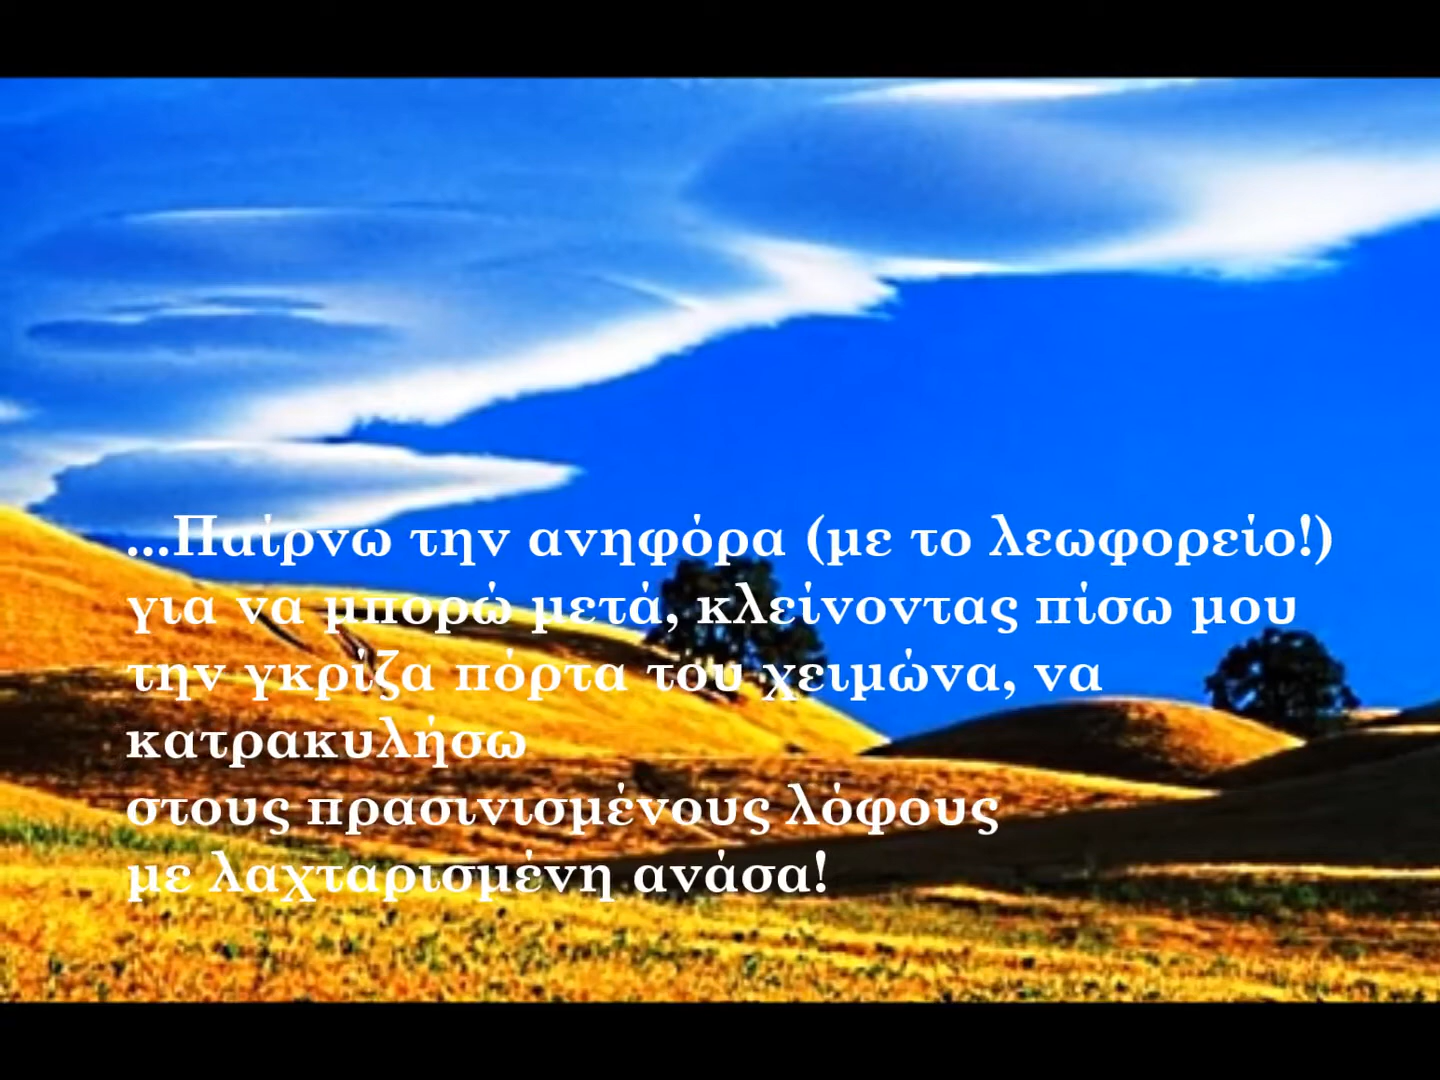 ...Παίρνω την ανηφόρα (με το λεωφορείο!)
για να μπορώ μετά, κλείνοντας πίσω μου
την γκρίζα πόρτα του χειμώνα, να
κατρακυλήσω
στους πρασινισμένους λόφους
με λαχταρισμένη ανάσα!